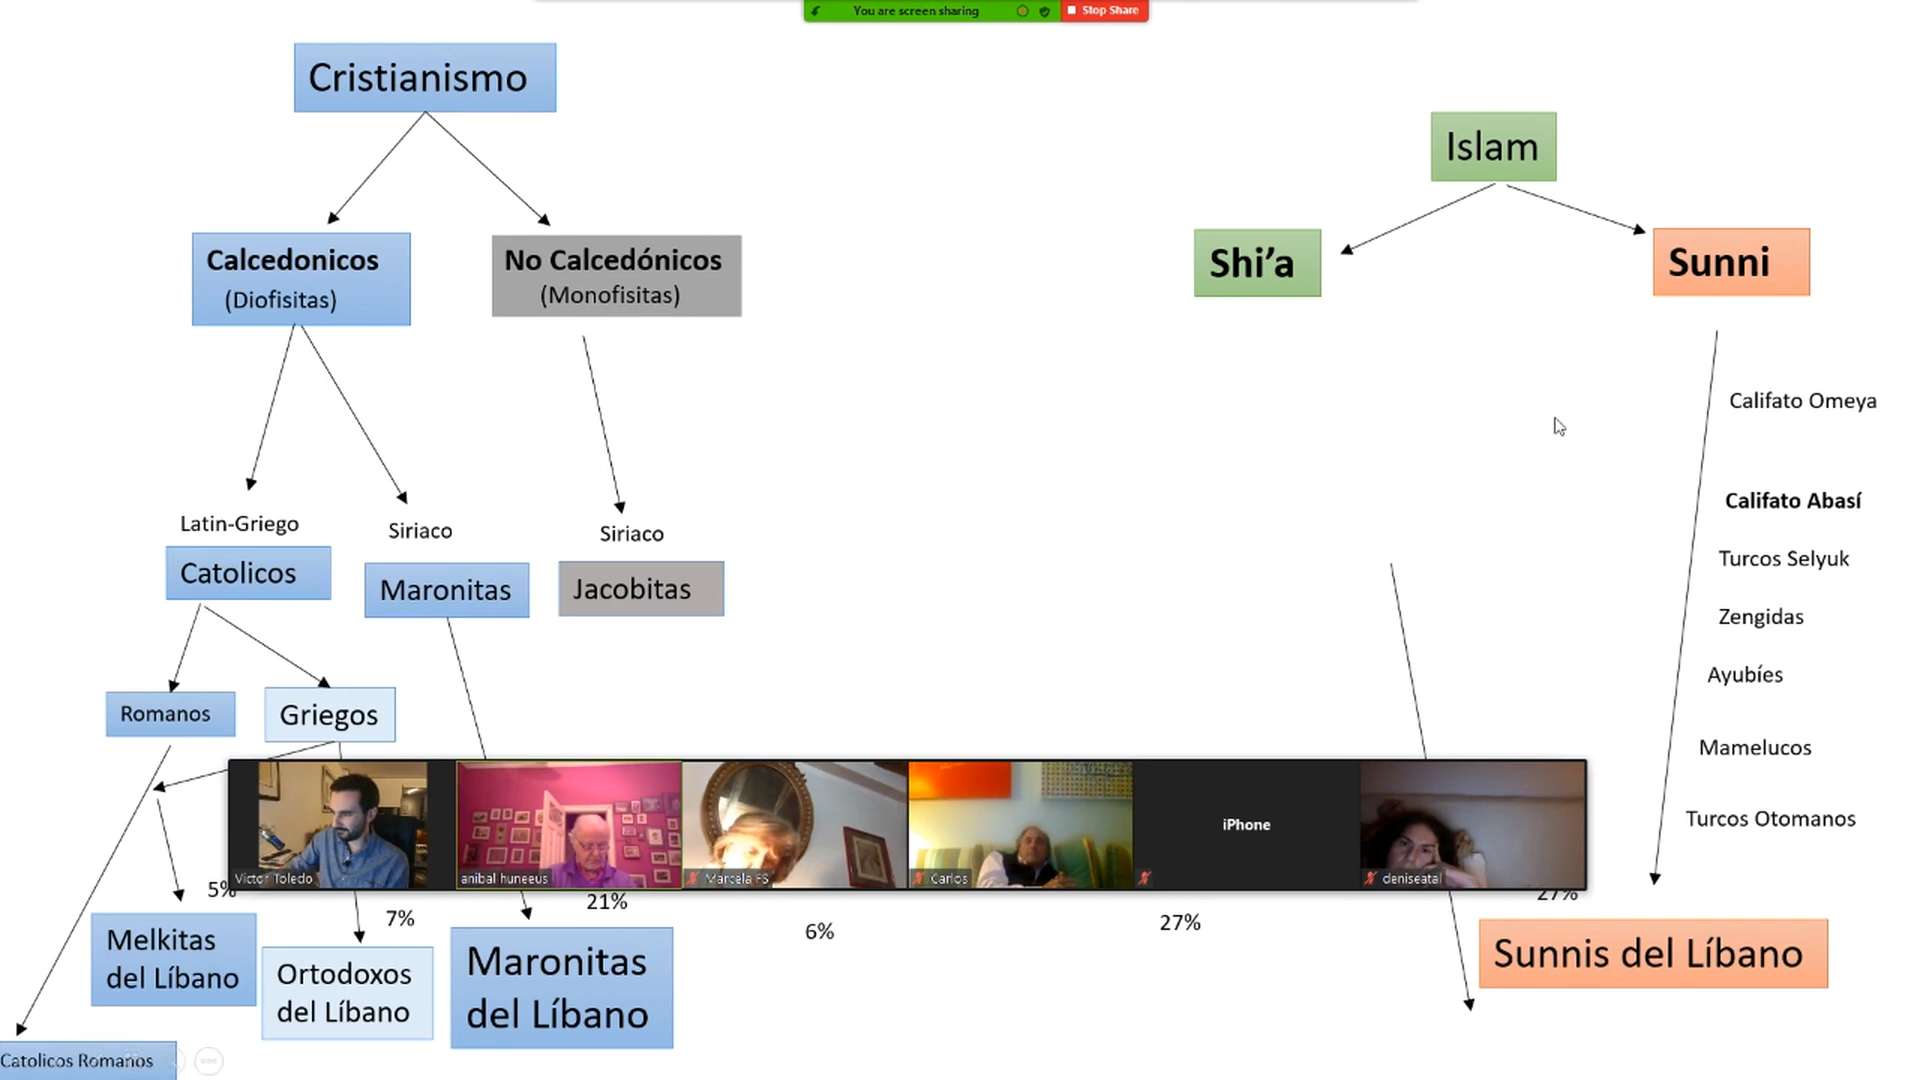 You are screen sharing
Stop Share
Cristianismo
Islam
Calcedonicos
(Diofisitas)
No Calcedónicos
(Monofisitas)
Shi’a
Sunni
Califato Omeya
Califato Abasí
Turcos Selyuk
Zengidas
Ayubíes
Mamelucos
Turcos Otomanos
Latin-Griego
Siriaco
Siriaco
Catolicos
Maronitas
Jacobitas
Romanos
Griegos
Victor Toledo
anibal huneeus
Marcela FS
Carlos
iPhone
deniseatal
5%
7%
21%
6%
27%
27%
Melkitas
del Líbano
Ortodoxos
del Líbano
Maronitas
del Líbano
Sunnis del Líbano
Catolicos Romanos